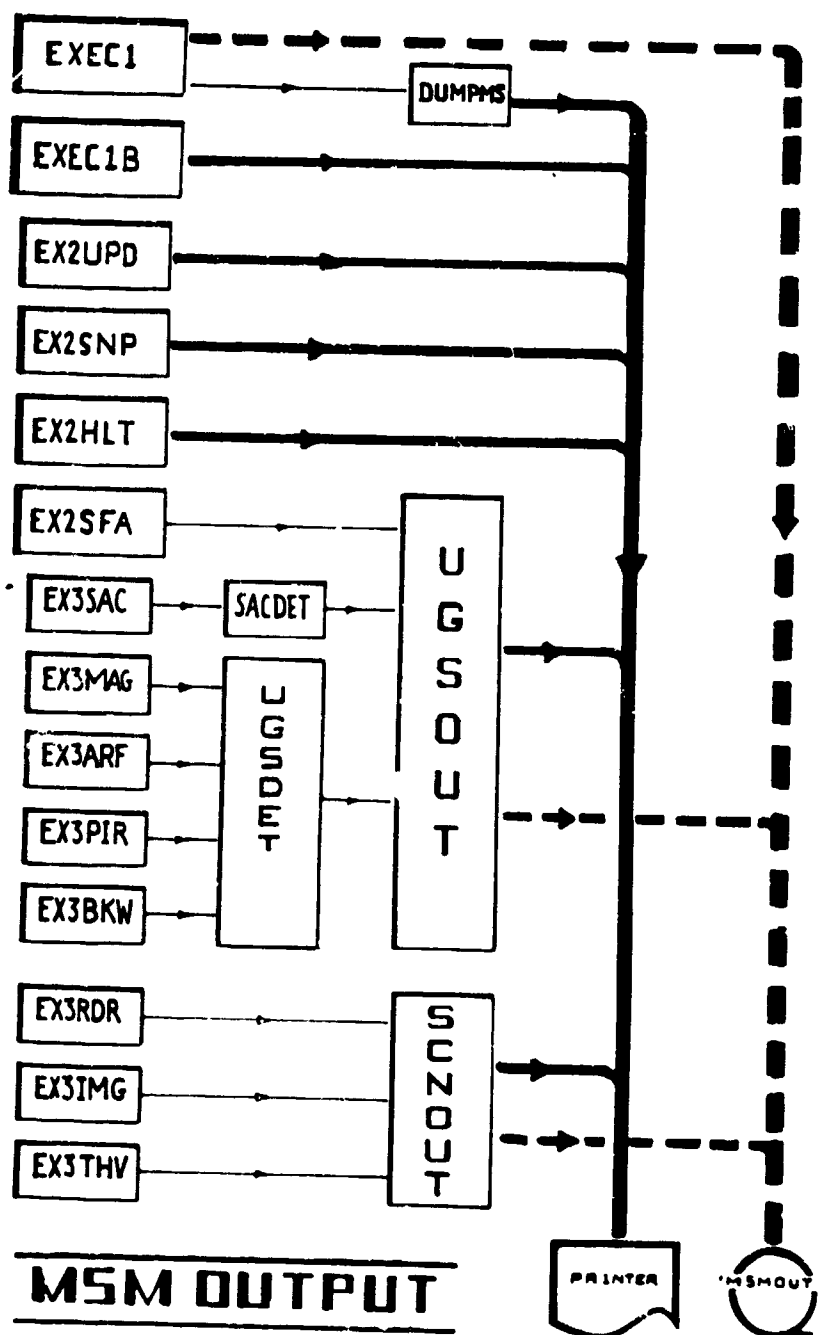 EXEC1
DUMPMS
EXEC1B
EX2UPD
EX2SNP
EX2HLT
EX2SFA
EX3SAC
SACDET
EX3MAG
EX3ARF
EX3PIR
EX3BKW
UGSDET
UGSOUT
EX3RDR
EX3IMG
EX3THV
SCNOUT
MSM OUTPUT
PRINTER
'MSMOUT'